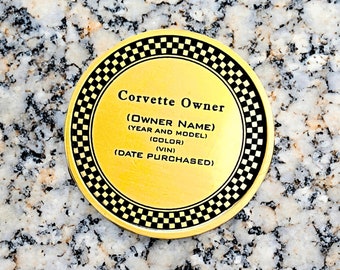 Corvette Owner
(Owner Name)
(Year and Model)
(Color)
(VIN)
(Date Purchased)